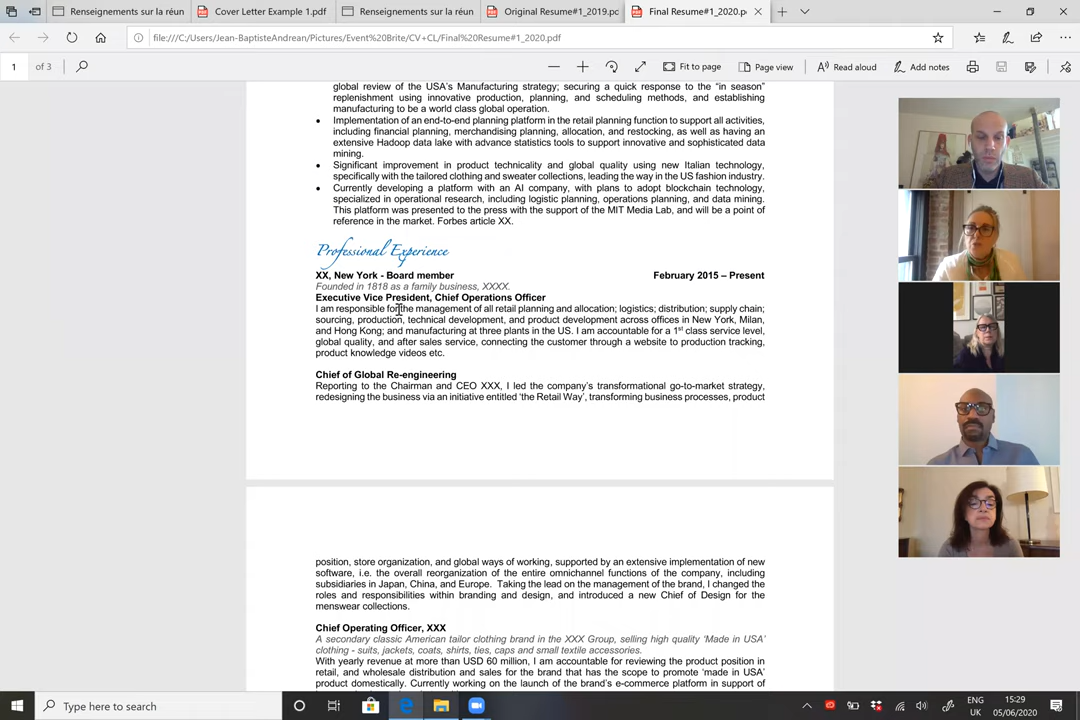 Renseignements sur la réun
Cover Letter Example 1.pdf
Renseignements sur la réun
Original Resume#1_2019.pc
Final Resume#1_2020.p
file:///C:/Users/Jean-BaptisteAndrean/Pictures/Event%20Brite/CV+CL/Final%20Resume#1_2020.pdf
1 of 3
Fit to page
Page view
Read aloud
Add notes
global review of the USA's Manufacturing strategy; securing a quick response to the "in season"
replenishment using innovative production, planning, and scheduling methods, and establishing
manufacturing to be a world class global operation.
• Implementation of an end-to-end planning platform in the retail planning function to support all activities,
including financial planning, merchandising planning, allocation, and restocking, as well as having an
extensive Hadoop data lake with advance statistics tools to support innovative and sophisticated data
mining.
• Significant improvement in product technicality and global quality using new Italian technology,
specifically with the tailored clothing and sweater collections, leading the way in the US fashion industry.
• Currently developing a platform with an AI company, with plans to adopt blockchain technology,
specialized in operational research, including logistic planning, operations planning, and data mining.
This platform was presented to the press with the support of the MIT Media Lab, and will be a point of
reference in the market. Forbes article XX.
Professional Experience
XX, New York - Board member February 2015 – Present
Founded in 1818 as a family business, XXXX.
Executive Vice President, Chief Operations Officer
I am responsible for the management of all retail planning and allocation; logistics; distribution; supply chain;
sourcing, production, technical development, and product development across offices in New York, Milan,
and Hong Kong; and manufacturing at three plants in the US. I am accountable for a 1st class service level,
global quality, and after sales service, connecting the customer through a website to production tracking,
product knowledge videos etc.
Chief of Global Re-engineering
Reporting to the Chairman and CEO XXX, I led the company's transformational go-to-market strategy,
redesigning the business via an initiative entitled 'the Retail Way', transforming business processes, product
position, store organization, and global ways of working, supported by an extensive implementation of new
software, i.e. the overall reorganization of the entire omnichannel functions of the company, including
subsidiaries in Japan, China, and Europe. Taking the lead on the management of the brand, I changed the
roles and responsibilities within branding and design, and introduced a new Chief of Design for the
menswear collections.
Chief Operating Officer, XXX
A secondary classic American tailor clothing brand in the XXX Group, selling high quality 'Made in USA'
clothing - suits, jackets, coats, shirts, ties, caps and small textile accessories.
With yearly revenue at more than USD 60 million, I am accountable for reviewing the product position in
retail, and wholesale distribution and sales for the brand that has the scope to promote 'made in USA'
product domestically. Currently working on the launch of the brand's e-commerce platform in support of
Type here to search
ENG
UK
15:29
05/06/2020